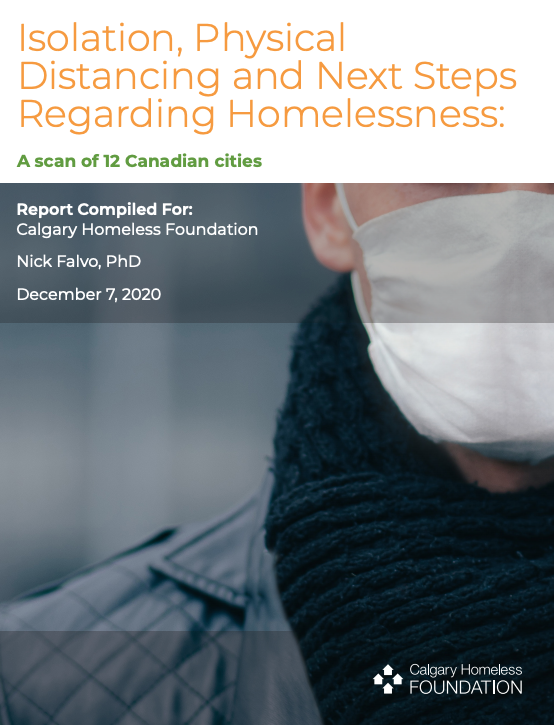 Isolation, Physical
Distancing and Next Steps
Regarding Homelessness:
A scan of 12 Canadian cities
Report Compiled For:
Calgary Homeless Foundation
Nick Falvo, PhD
December 7, 2020
Calgary Homeless
FOUNDATION